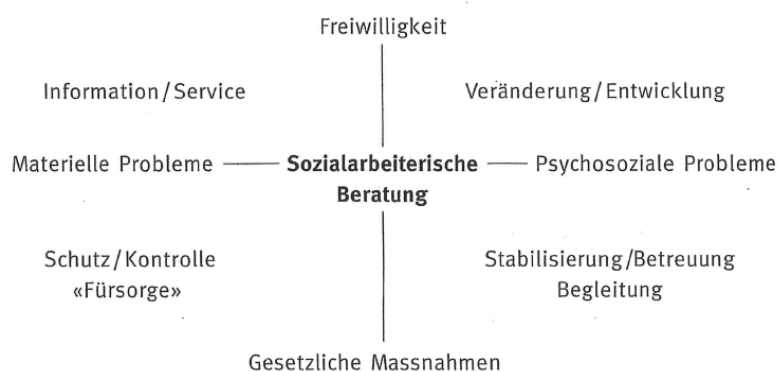 Freiwilligkeit
Information/Service
Veränderung/Entwicklung
Materielle Probleme
Sozialarbeiterische
Beratung
Psychosoziale Probleme
Schutz/Kontrolle
«Fürsorge»
Stabilisierung/Betreuung
Begleitung
Gesetzliche Massnahmen